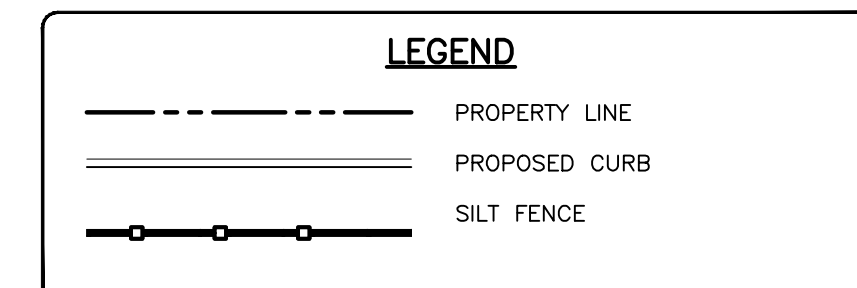 LEGEND
PROPERTY LINE
PROPOSED CURB
SILT FENCE